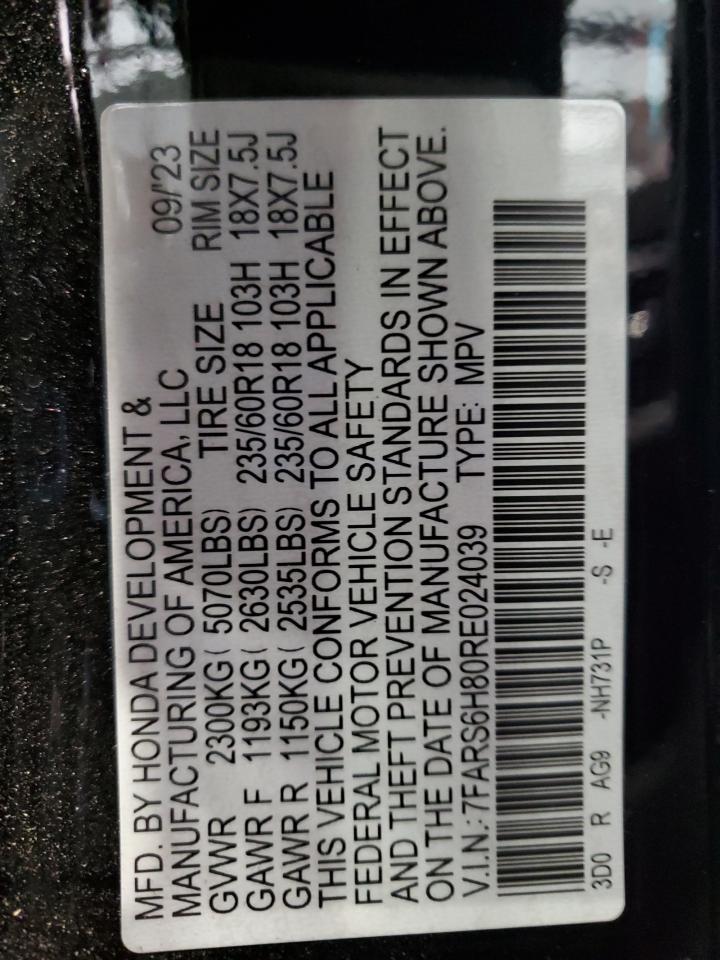 MFD. BY HONDA DEVELOPMENT &
MANUFACTURING OF AMERICA, LLC 09/'23
GVWR 2300KG( 5070LBS) TIRE SIZE RIM SIZE
GAWR F 1193KG( 2630LBS) 235/60R18 103H 18X7.5J
GAWR R 1150KG( 2535LBS) 235/60R18 103H 18X7.5J
THIS VEHICLE CONFORMS TO ALL APPLICABLE
FEDERAL MOTOR VEHICLE SAFETY
AND THEFT PREVENTION STANDARDS IN EFFECT
ON THE DATE OF MANUFACTURE SHOWN ABOVE.
V.I.N.: 7FARS6H80RE024039 TYPE: MPV
3D0 R AG9 -NH731P -S -E